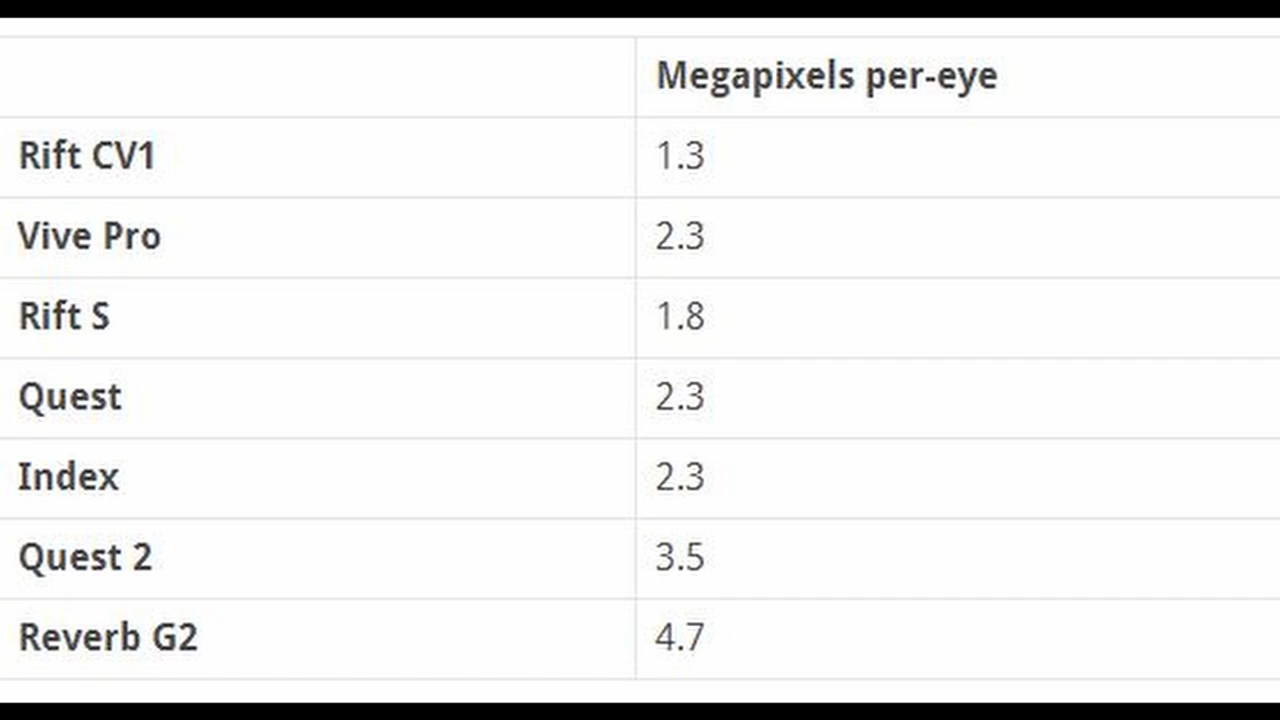 Megapixels per-eye
Rift CV1 1.3
Vive Pro 2.3
Rift S 1.8
Quest 2.3
Index 2.3
Quest 2 3.5
Reverb G2 4.7